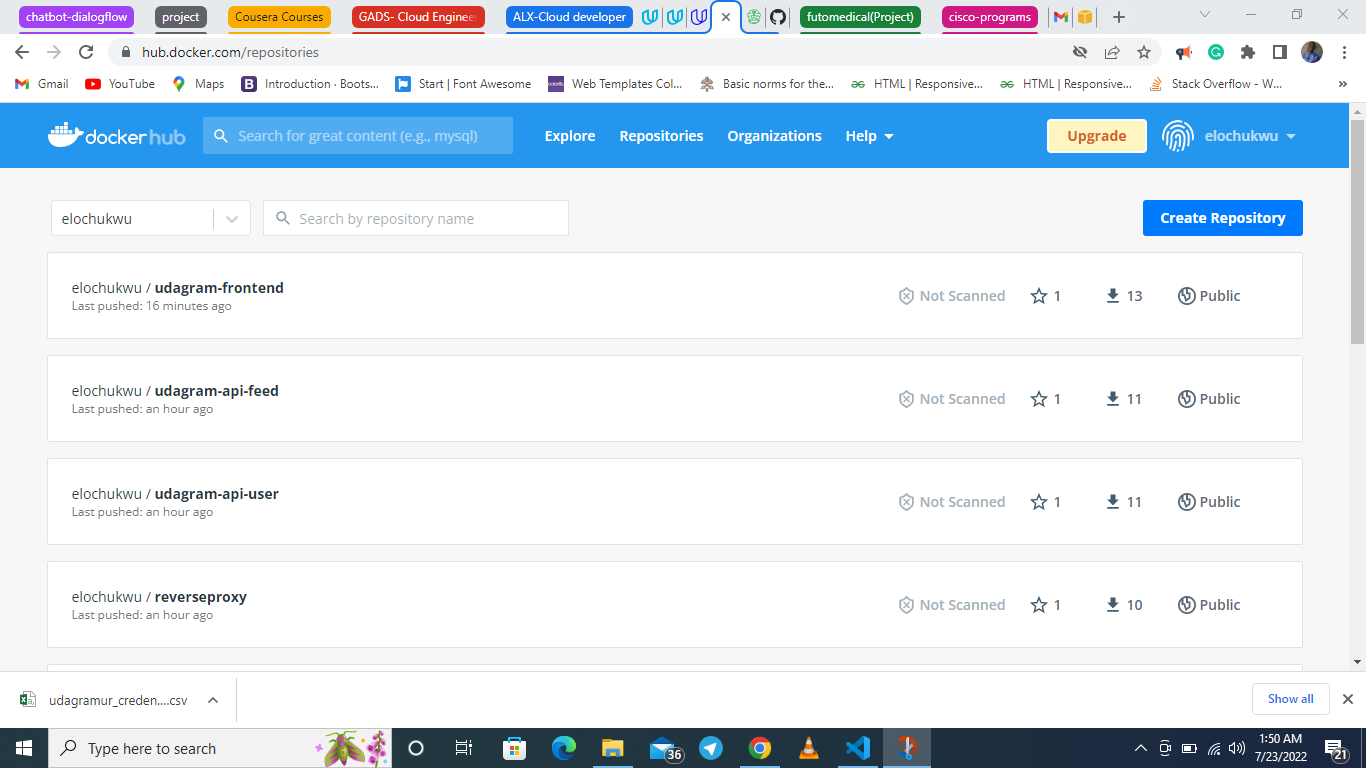 chatbot-dialogflow project Cousera Courses GADS- Cloud Enginee ALX-Cloud developer futomedical(Project) cisco-programs
hub.docker.com/repositories
Gmail YouTube Maps Introduction · Boots... Start | Font Awesome Web Templates Col... Basic norms for the... HTML | Responsive... HTML | Responsive... Stack Overflow - W... »
docker hub Search for great content (e.g., mysql) Explore Repositories Organizations Help Upgrade elochukwu
elochukwu Search by repository name Create Repository
elochukwu / udagram-frontend
Last pushed: 16 minutes ago
Not Scanned 1 13 Public
elochukwu / udagram-api-feed
Last pushed: an hour ago
Not Scanned 1 11 Public
elochukwu / udagram-api-user
Last pushed: an hour ago
Not Scanned 1 11 Public
elochukwu / reverseproxy
Last pushed: an hour ago
Not Scanned 1 10 Public
udagramur_creden....csv Show all
Type here to search 36 1:50 AM
7/23/2022 21